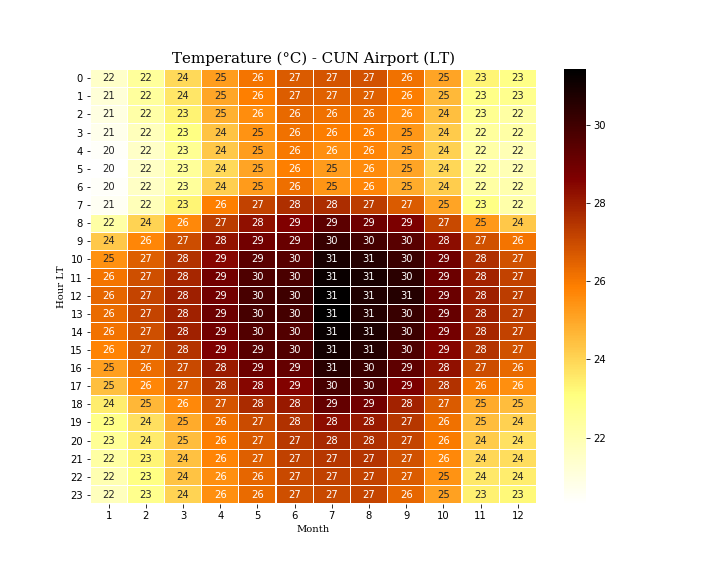 Temperature (°C) - CUN Airport (LT)
0 22 22 24 25 26 27 27 27 26 25 23 23
1 21 22 24 25 26 27 27 27 26 25 23 23
2 21 22 23 25 26 26 26 26 26 24 23 22
3 21 22 23 24 25 26 26 26 25 24 22 22
4 20 22 23 24 25 26 26 26 25 24 22 22
5 20 22 23 24 25 26 25 26 25 24 22 22
6 20 22 23 24 25 26 25 26 25 24 22 22
7 21 22 23 26 27 28 28 27 27 25 23 22
8 22 24 26 27 28 29 29 29 29 27 25 24
9 24 26 27 28 29 29 30 30 30 28 27 26
10 25 27 28 29 29 30 31 31 30 29 28 27
11 26 27 28 29 30 30 31 31 30 29 28 27
12 26 27 28 29 30 30 31 31 31 29 28 27
13 26 27 28 29 30 30 31 31 30 29 28 27
14 26 27 28 29 30 30 31 31 30 29 28 27
15 26 27 28 29 29 30 31 31 30 29 28 27
16 25 26 27 28 29 29 31 30 29 28 27 26
17 25 26 27 28 28 29 30 30 29 28 26 26
18 24 25 26 27 28 28 29 29 28 27 25 25
19 23 24 25 26 27 28 28 28 27 26 25 24
20 23 24 25 26 27 27 28 28 27 26 24 24
21 22 23 24 26 27 27 27 27 27 26 24 24
22 22 23 24 26 26 27 27 27 27 25 24 24
23 22 23 24 26 26 27 27 27 26 25 23 23
1 2 3 4 5 6 7 8 9 10 11 12
Month
Hour LT
30
28
26
24
22